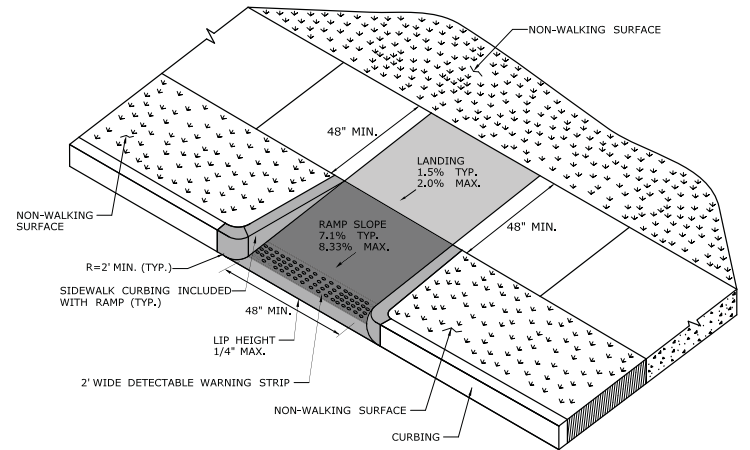 NON-WALKING SURFACE
48" MIN.
LANDING
1.5% TYP.
2.0% MAX.
48" MIN.
NON-WALKING
SURFACE
RAMP SLOPE
7.1% TYP.
8.33% MAX.
R=2' MIN. (TYP.)
SIDEWALK CURBING INCLUDED
WITH RAMP (TYP.)
48" MIN.
LIP HEIGHT
1/4" MAX.
2' WIDE DETECTABLE WARNING STRIP
NON-WALKING SURFACE
CURBING